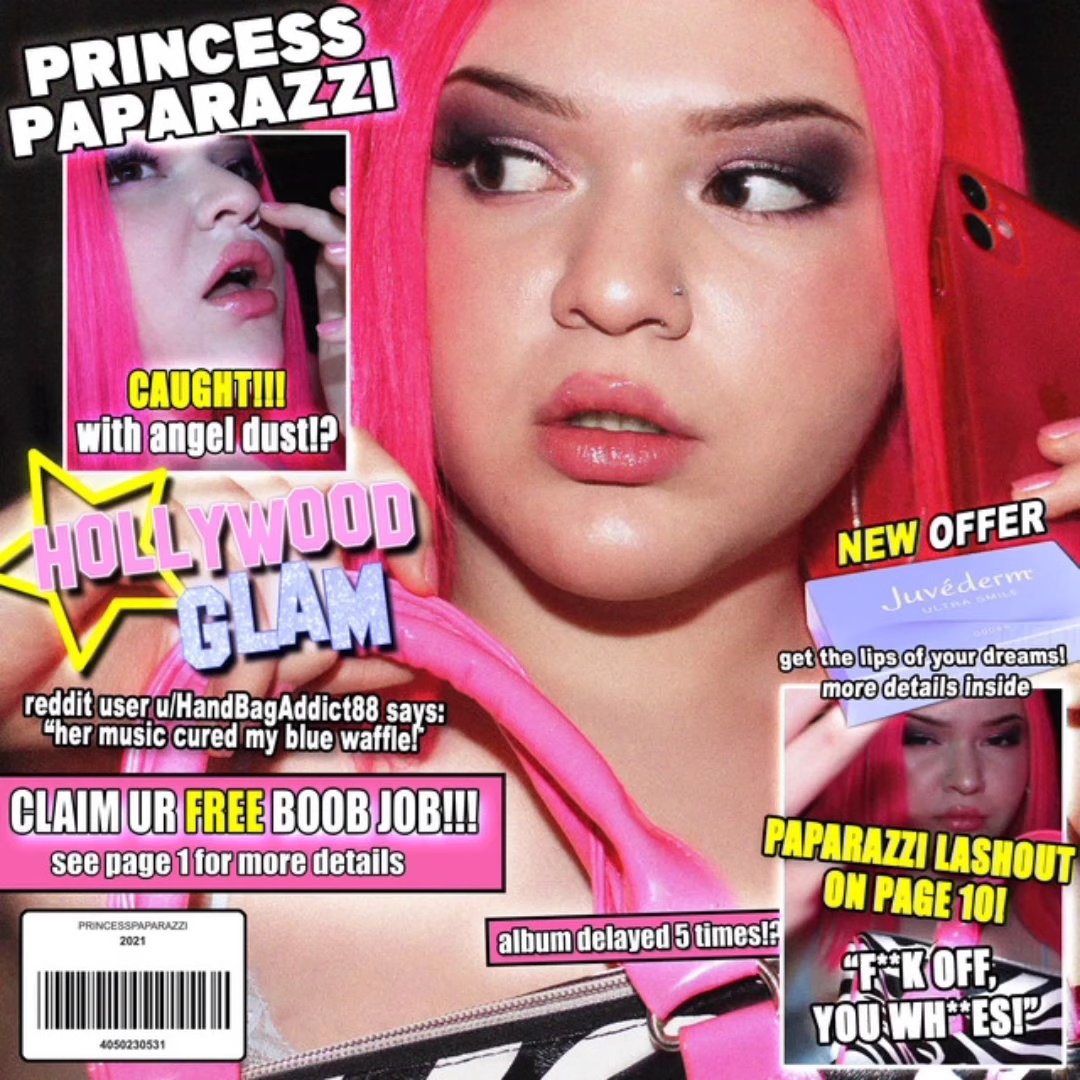 PRINCESS
PAPARAZZI
CAUGHT!!!
with angel dust!?
HOLLYWOOD
GLAM
reddit user u/HandBagAddict88 says:
“her music cured my blue waffle!”
CLAIM UR FREE BOOB JOB!!!
see page 1 for more details
PRINCESSPAPARAZZI
2021
4050230531
album delayed 5 times!?
NEW OFFER
Juvéderm
ULTRA SMILE
get the lips of your dreams!
more details inside
PAPARAZZI LASHOUT
ON PAGE 10!
“F**K OFF,
YOU WH**ES!”